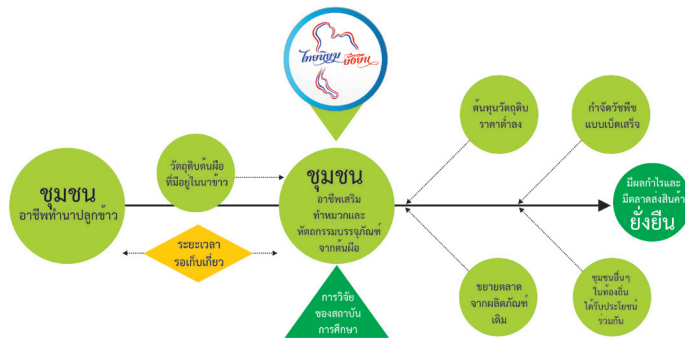 ไทยนิยม ยั่งยืน
ต้นทุนวัตถุดิบ
ราคาต่ำลง
กำจัดวัชพืช
แบบเบ็ดเสร็จ
วัตถุดิบต้นผือ
ที่มีอยู่ในนาข้าว
ชุมชน
อาชีพทำนาปลูกข้าว
ชุมชน
อาชีพเสริม
ทำหมวกและ
หัตถกรรมบรรจุภัณฑ์
จากต้นผือ
มีผลกำไรและ
มีตลาดส่งสินค้า
ยั่งยืน
ระยะเวลา
รอเก็บเกี่ยว
การวิจัย
ของสถาบัน
การศึกษา
ขยายตลาด
จากผลิตภัณฑ์
เดิม
ชุมชนอื่นๆ
ในท้องถิ่น
ได้รับประโยชน์
ร่วมกัน